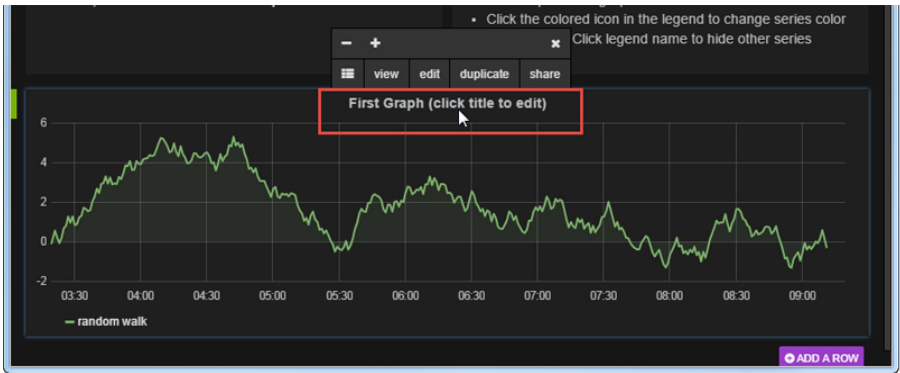 Click the colored icon in the legend to change series color
Click legend name to hide other series
view edit duplicate share
First Graph (click title to edit)
6
4
2
0
-2
03:30 04:00 04:30 05:00 05:30 06:00 06:30 07:00 07:30 08:00 08:30 09:00
random walk
ADD A ROW